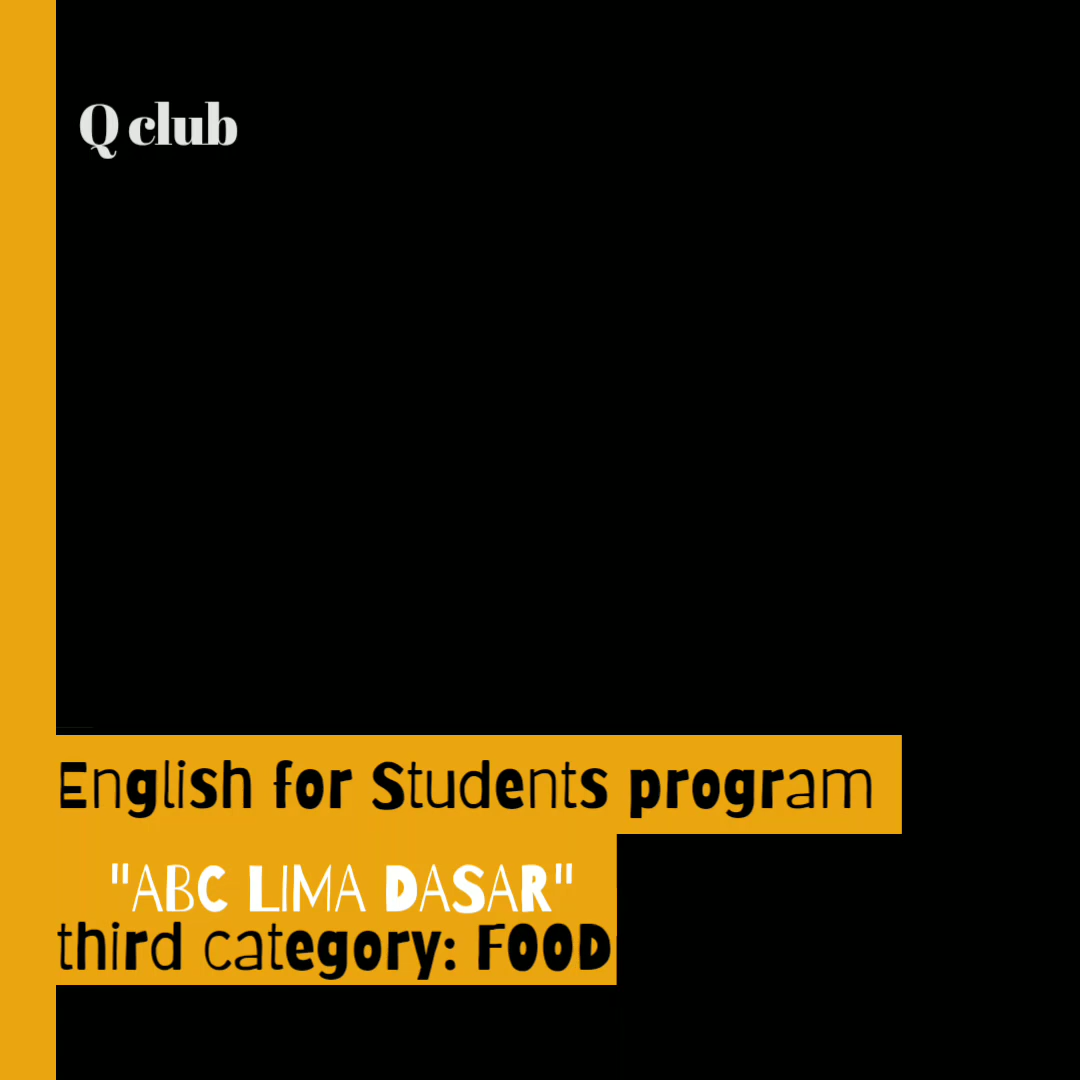 Q club
English for Students program
"ABC LIMA DASAR"
third category: FOOD